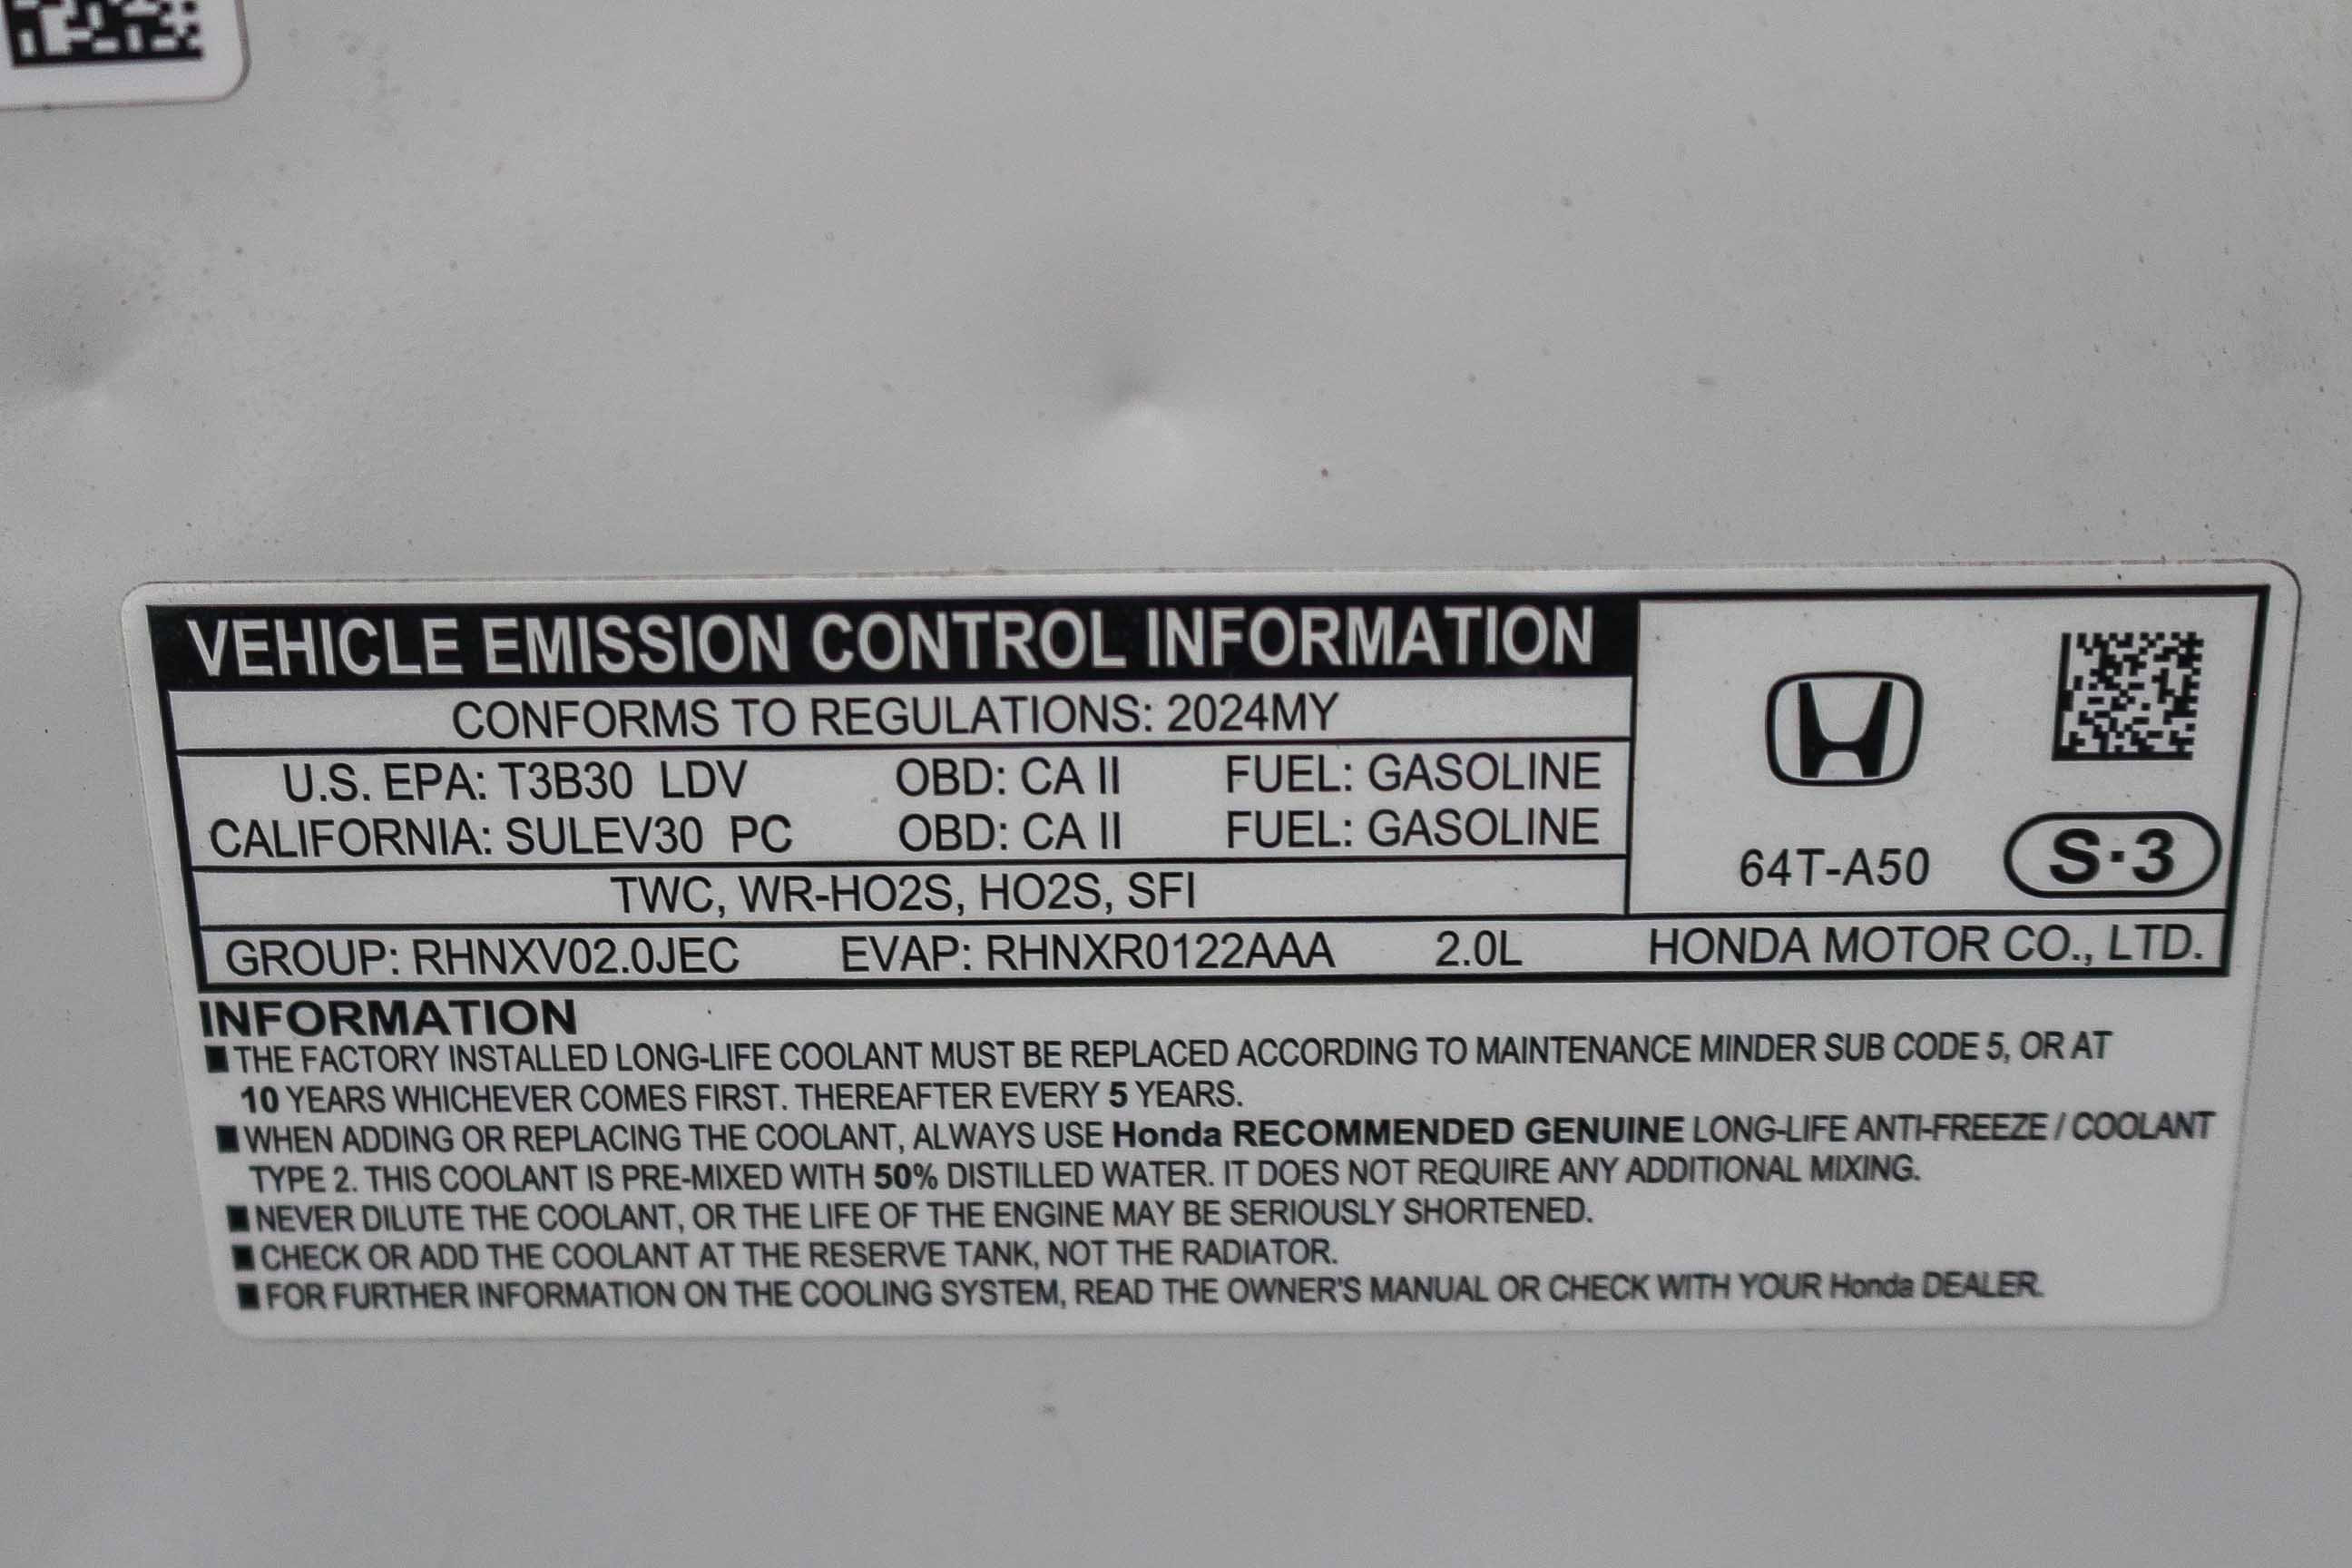 VEHICLE EMISSION CONTROL INFORMATION
CONFORMS TO REGULATIONS: 2024MY
U.S. EPA: T3B30 LDV OBD: CA II FUEL: GASOLINE
CALIFORNIA: SULEV30 PC OBD: CA II FUEL: GASOLINE
64T-A50 S·3
TWC, WR-HO2S, HO2S, SFI
GROUP: RHNXV02.0JEC EVAP: RHNXR0122AAA 2.0L HONDA MOTOR CO., LTD.
INFORMATION
■ THE FACTORY INSTALLED LONG-LIFE COOLANT MUST BE REPLACED ACCORDING TO MAINTENANCE MINDER SUB CODE 5, OR AT
10 YEARS WHICHEVER COMES FIRST. THEREAFTER EVERY 5 YEARS.
■ WHEN ADDING OR REPLACING THE COOLANT, ALWAYS USE Honda RECOMMENDED GENUINE LONG-LIFE ANTI-FREEZE / COOLANT
TYPE 2. THIS COOLANT IS PRE-MIXED WITH 50% DISTILLED WATER. IT DOES NOT REQUIRE ANY ADDITIONAL MIXING.
■ NEVER DILUTE THE COOLANT, OR THE LIFE OF THE ENGINE MAY BE SERIOUSLY SHORTENED.
■ CHECK OR ADD THE COOLANT AT THE RESERVE TANK, NOT THE RADIATOR.
■ FOR FURTHER INFORMATION ON THE COOLING SYSTEM, READ THE OWNER'S MANUAL OR CHECK WITH YOUR Honda DEALER.